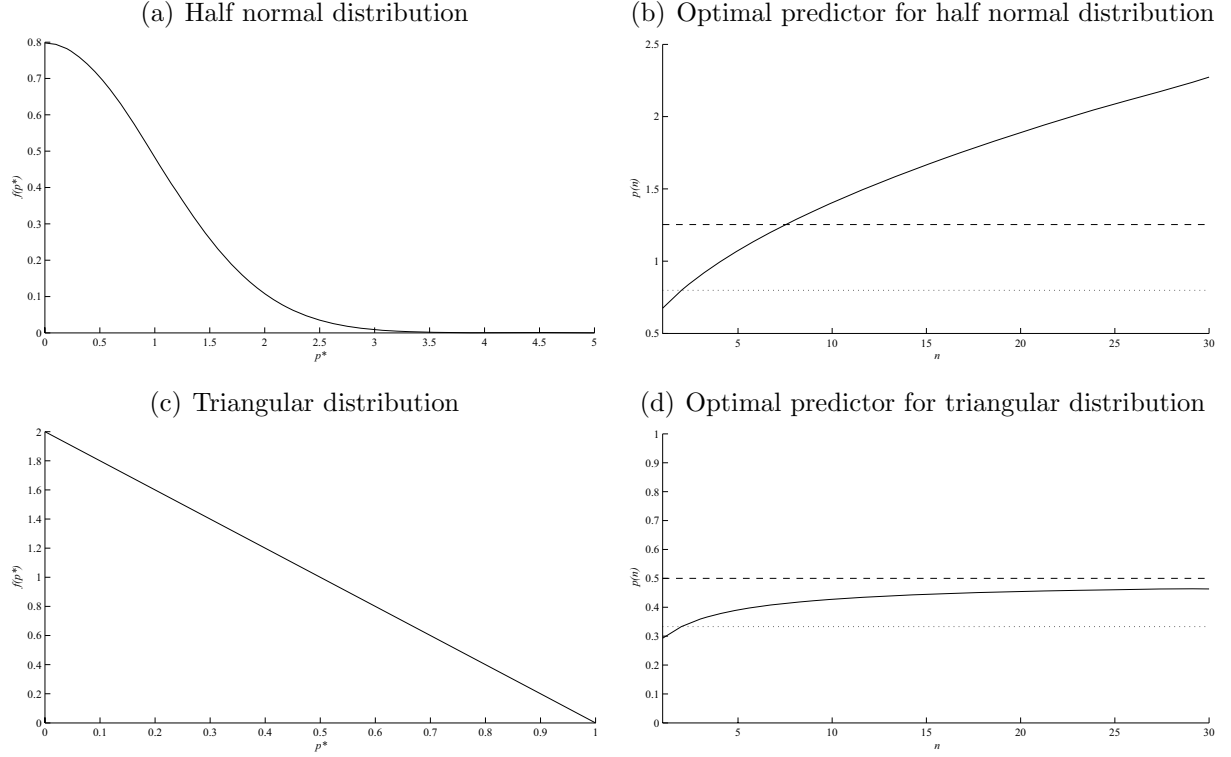 (a) Half normal distribution
0.8
0.7
0.6
0.5
0.4
0.3
0.2
0.1
0
f(p*)
0 0.5 1 1.5 2 2.5 3 3.5 4 4.5 5
p*
(b) Optimal predictor for half normal distribution
2.5
2
1.5
1
0.5
p(n)
5 10 15 20 25 30
n
(c) Triangular distribution
2
1.8
1.6
1.4
1.2
1
0.8
0.6
0.4
0.2
0
f(p*)
0 0.1 0.2 0.3 0.4 0.5 0.6 0.7 0.8 0.9 1
p*
(d) Optimal predictor for triangular distribution
1
0.9
0.8
0.7
0.6
0.5
0.4
0.3
0.2
0.1
0
p(n)
5 10 15 20 25 30
n